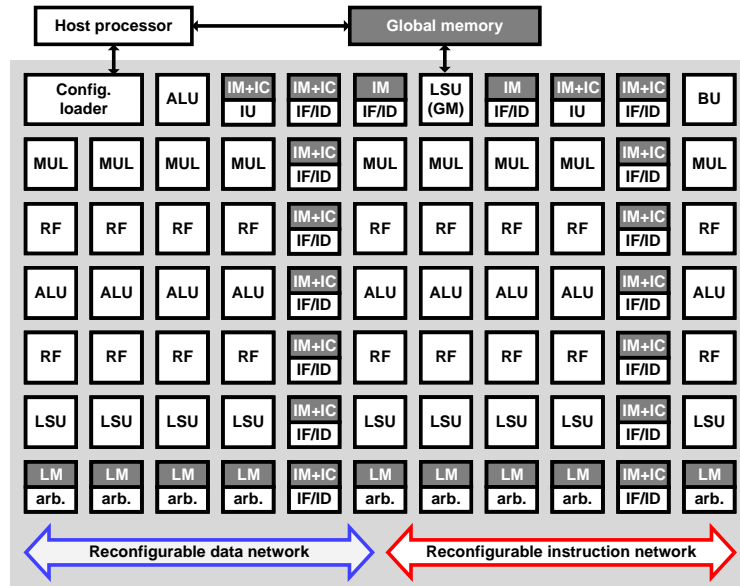 Host processor
Global memory
Config.
loader
ALU
IM+IC
IU
IM+IC
IF/ID
IM
IF/ID
LSU
(GM)
IM
IF/ID
IM+IC
IU
IM+IC
IF/ID
BU
MUL MUL MUL MUL
IM+IC
IF/ID
MUL MUL MUL MUL
IM+IC
IF/ID
MUL
RF RF RF RF
IM+IC
IF/ID
RF RF RF RF
IM+IC
IF/ID
RF
ALU ALU ALU ALU
IM+IC
IF/ID
ALU ALU ALU ALU
IM+IC
IF/ID
ALU
RF RF RF RF
IM+IC
IF/ID
RF RF RF RF
IM+IC
IF/ID
RF
LSU LSU LSU LSU
IM+IC
IF/ID
LSU LSU LSU LSU
IM+IC
IF/ID
LSU
LM LM LM LM IM+IC LM LM LM LM IM+IC LM
arb. arb. arb. arb. IF/ID arb. arb. arb. arb. IF/ID arb.
Reconfigurable data network
Reconfigurable instruction network